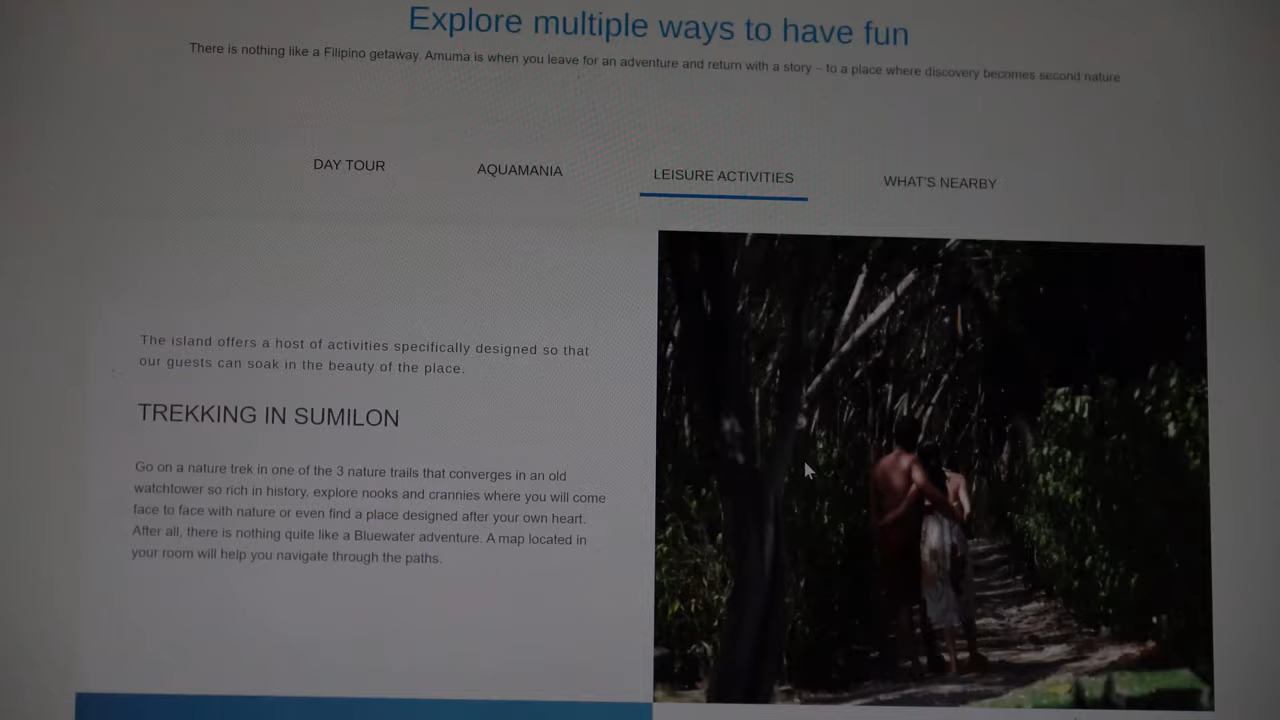 Explore multiple ways to have fun
There is nothing like a Filipino getaway. Amuma is when you leave for an adventure and return with a story – to a place where discovery becomes second nature
DAY TOUR
AQUAMANIA
LEISURE ACTIVITIES
WHAT'S NEARBY
The island offers a host of activities specifically designed so that
our guests can soak in the beauty of the place.
TREKKING IN SUMILON
Go on a nature trek in one of the 3 nature trails that converges in an old
watchtower so rich in history, explore nooks and crannies where you will come
face to face with nature or even find a place designed after your own heart.
After all, there is nothing quite like a Bluewater adventure. A map located in
your room will help you navigate through the paths.